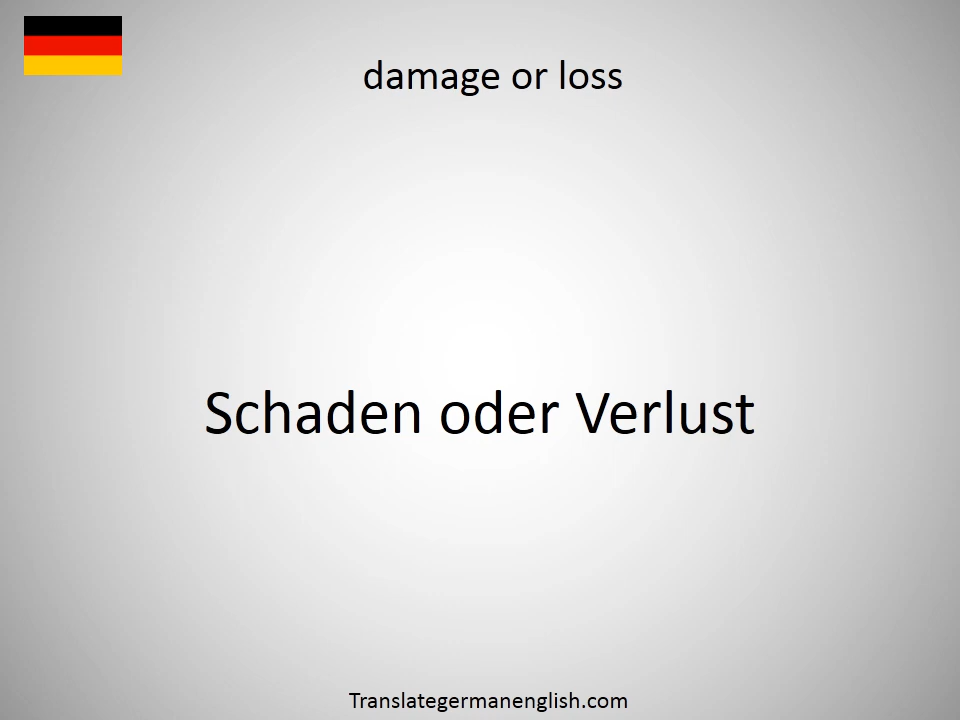 damage or loss
Schaden oder Verlust
Translategermanenglish.com